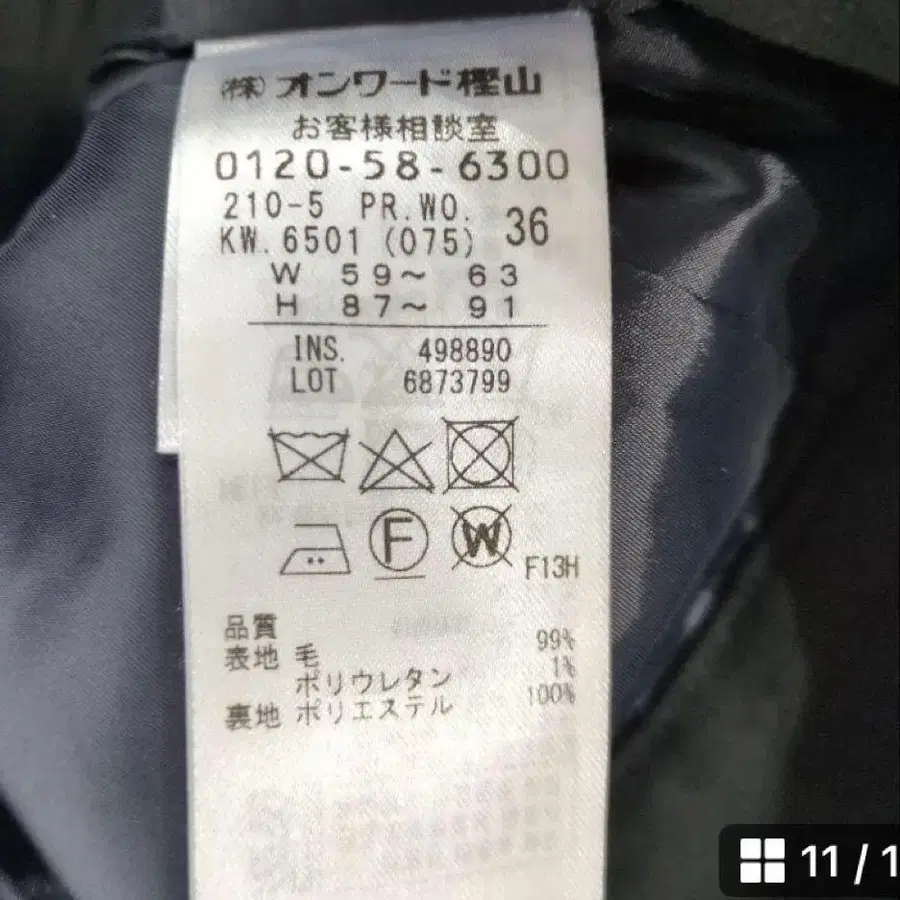 (株)オンワード樫山
お客様相談室
0120-58-6300
210-5 PR.WO.
KW.6501 (075) 36
W 59~ 63
H 87~ 91
INS. 498890
LOT 6873799
F
W
F13H
品質
表地 毛 99%
ポリウレタン 1%
裏地 ポリエステル 100%
11 / 1